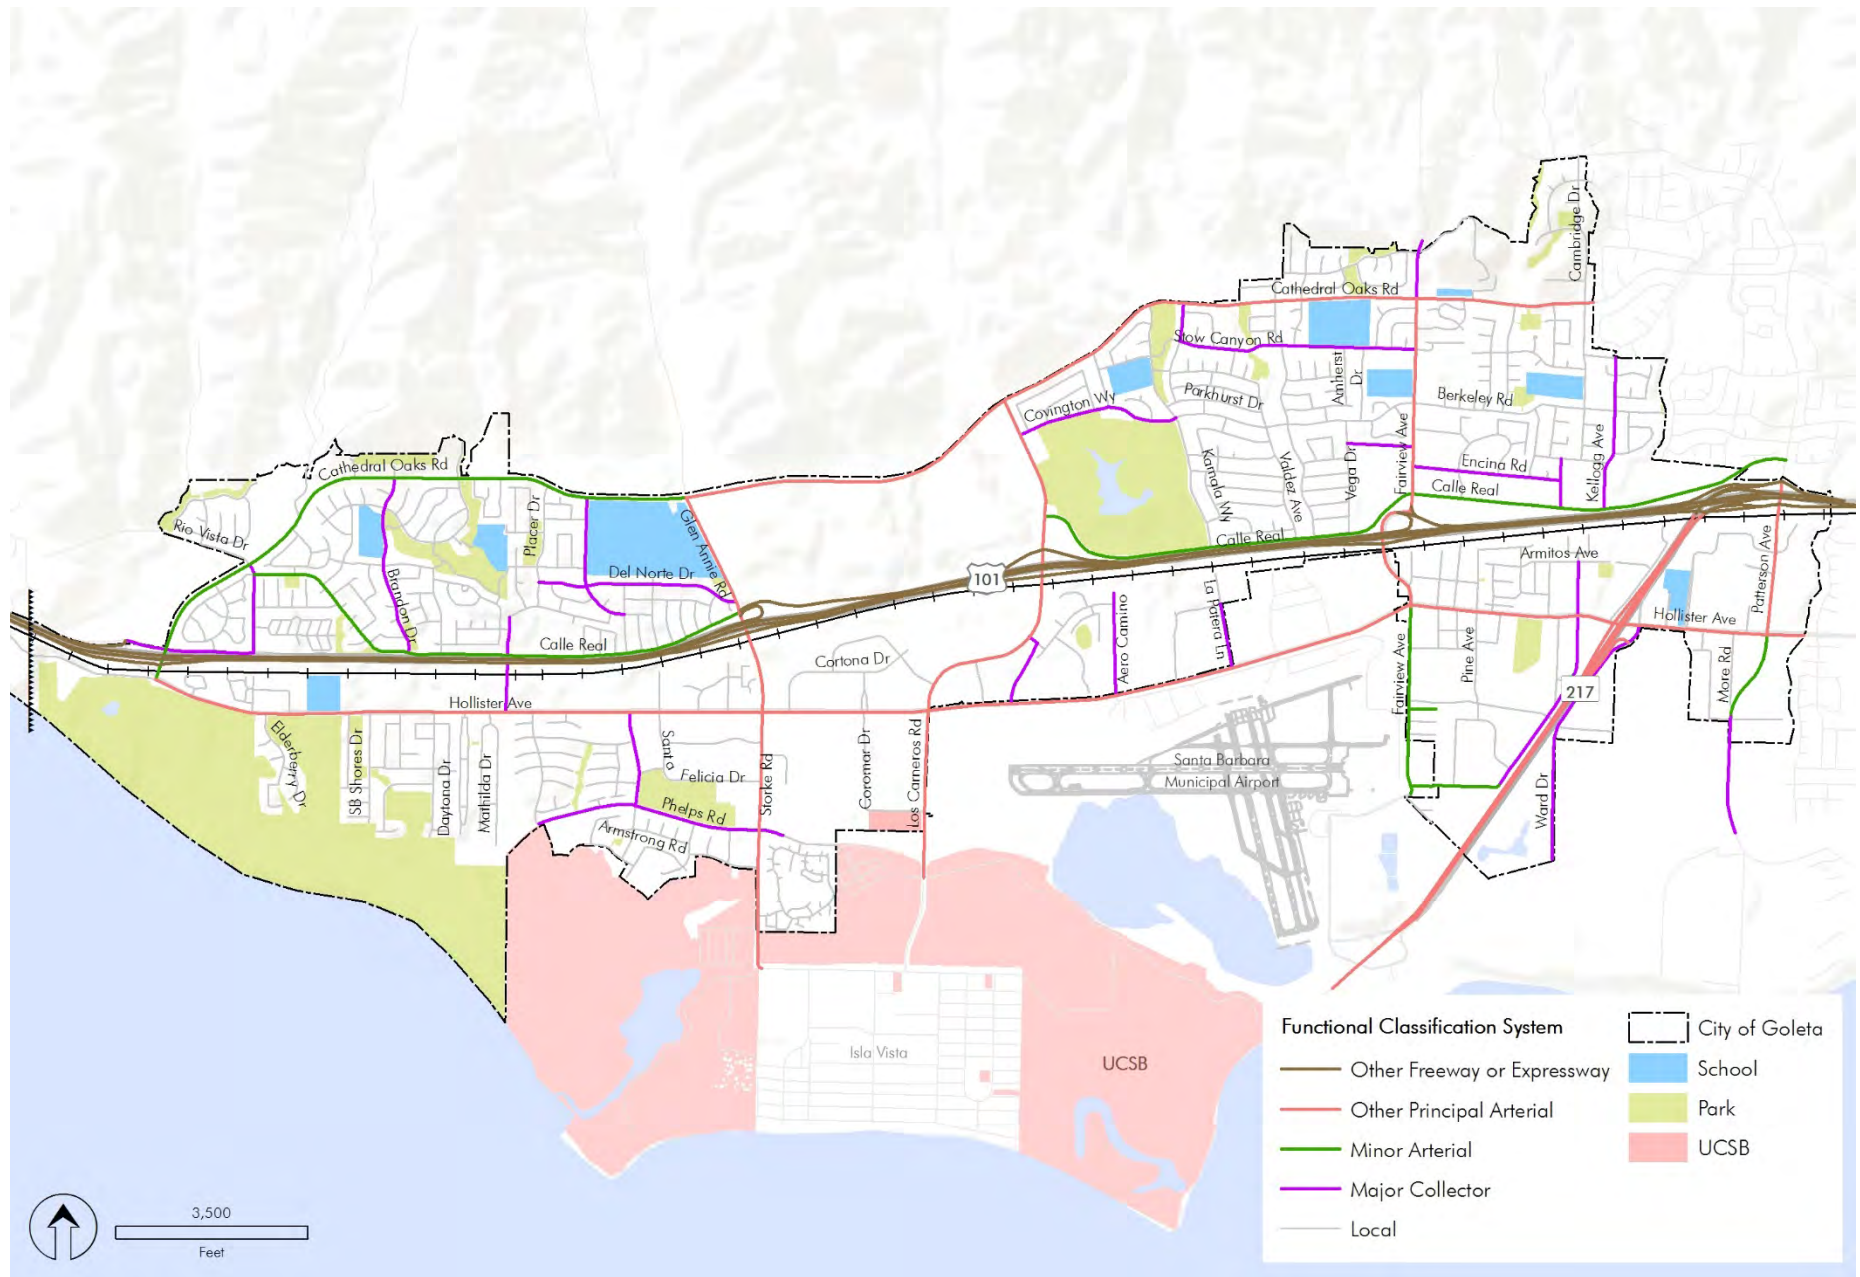 Cambridge Dr
Cathedral Oaks Rd
Stow Canyon Rd
Amherst
Dr
Parkhurst Dr
Berkeley Rd
Covington Wy
Fairview Ave
Kellogg Ave
Kamala Wy
Valdez Ave
Vega Dr
Encina Rd
Calle Real
Cathedral Oaks Rd
Rio Vista Dr
Placer Dr
Glen Annie Rd
Brandon Dr
Del Norte Dr
Calle Real
101
Calle Real
Armitos Ave
Patterson Ave
Hollister Ave
La Patera Ln
Aero Camino
Cortona Dr
Fairview Ave
Pine Ave
More Rd
217
Hollister Ave
Elderberry Dr
SB Shores Dr
Daytona Dr
Mathilda Dr
Santa
Felicia Dr
Phelps Rd
Armstrong Rd
Storke Rd
Coromar Dr
Los Carneros Rd
Santa Barbara
Municipal Airport
Ward Dr
Isla Vista
UCSB
Functional Classification System
Other Freeway or Expressway
Other Principal Arterial
Minor Arterial
Major Collector
Local
City of Goleta
School
Park
UCSB
3,500
Feet